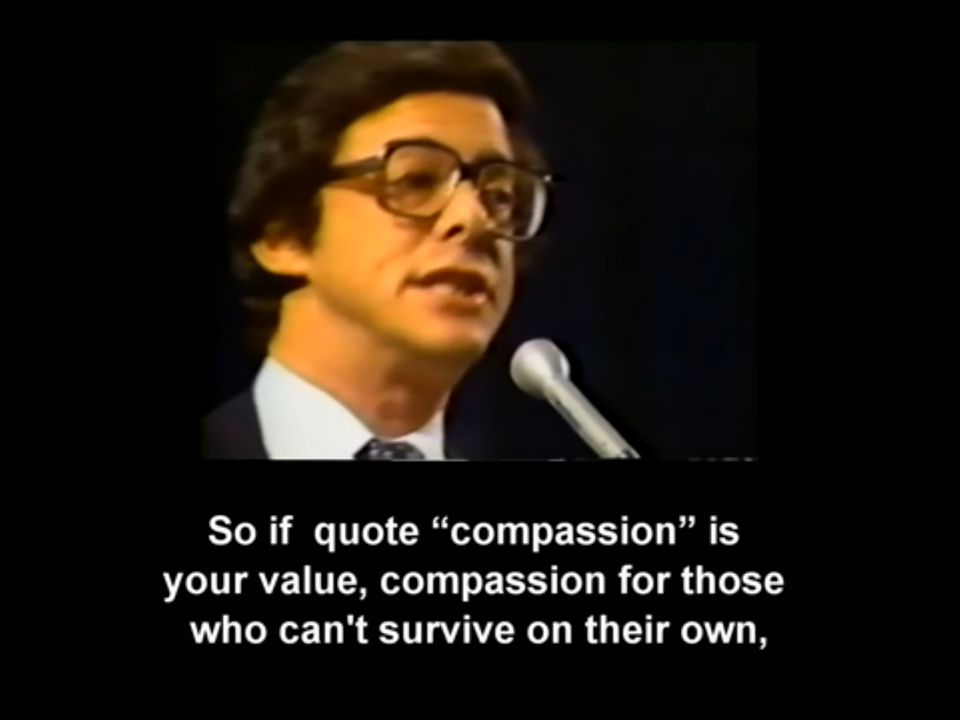 So if  quote “compassion” is
your value, compassion for those
who can't survive on their own,